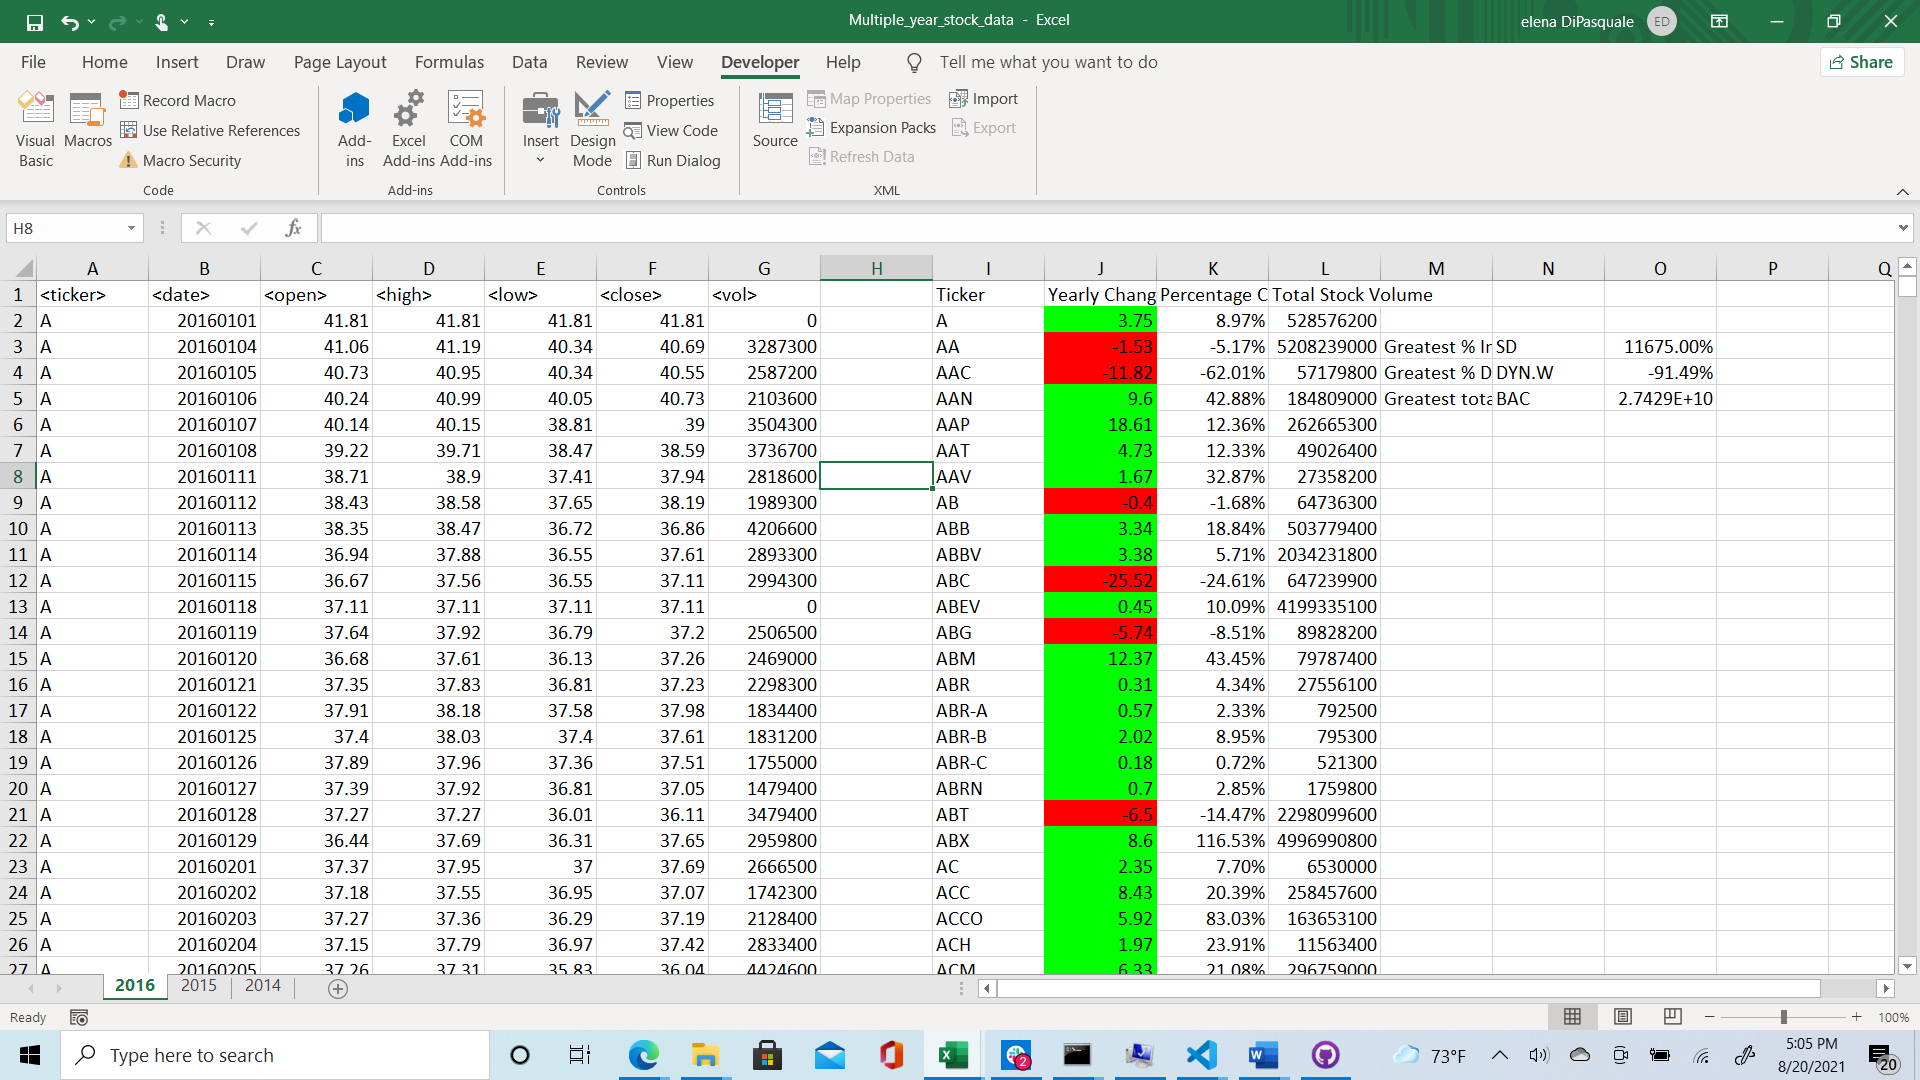 Multiple_year_stock_data - Excel
elena DiPasquale ED
File Home Insert Draw Page Layout Formulas Data Review View Developer Help Tell me what you want to do Share
Visual Basic
Macros
Record Macro
Use Relative References
Macro Security
Code
Add-ins
Excel Add-ins
COM Add-ins
Add-ins
Insert
Design Mode
Properties
View Code
Run Dialog
Controls
Source
Map Properties
Expansion Packs
Refresh Data
Import
Export
XML
H8 fx
A B C D E F G H I J K L M N O P Q
1 <ticker> <date> <open> <high> <low> <close> <vol> Ticker Yearly Chang Percentage C Total Stock Volume
2 A 20160101 41.81 41.81 41.81 41.81 0 A 3.75 8.97% 528576200
3 A 20160104 41.06 41.19 40.34 40.69 3287300 AA -1.53 -5.17% 5208239000 Greatest % Ir SD 11675.00%
4 A 20160105 40.73 40.95 40.34 40.55 2587200 AAC -11.82 -62.01% 57179800 Greatest % D DYN.W -91.49%
5 A 20160106 40.24 40.99 40.05 40.73 2103600 AAN 9.6 42.88% 184809000 Greatest tota BAC 2.7429E+10
6 A 20160107 40.14 40.15 38.81 39 3504300 AAP 18.61 12.36% 262665300
7 A 20160108 39.22 39.71 38.47 38.59 3736700 AAT 4.73 12.33% 49026400
8 A 20160111 38.71 38.9 37.41 37.94 2818600 AAV 1.67 32.87% 27358200
9 A 20160112 38.43 38.58 37.65 38.19 1989300 AB -0.4 -1.68% 64736300
10 A 20160113 38.35 38.47 36.72 36.86 4206600 ABB 3.34 18.84% 503779400
11 A 20160114 36.94 37.88 36.55 37.61 2893300 ABBV 3.38 5.71% 2034231800
12 A 20160115 36.67 37.56 36.55 37.11 2994300 ABC -25.52 -24.61% 647239900
13 A 20160118 37.11 37.11 37.11 37.11 0 ABEV 0.45 10.09% 4199335100
14 A 20160119 37.64 37.92 36.79 37.2 2506500 ABG -5.74 -8.51% 89828200
15 A 20160120 36.68 37.61 36.13 37.26 2469000 ABM 12.37 43.45% 79787400
16 A 20160121 37.35 37.83 36.81 37.23 2298300 ABR 0.31 4.34% 27556100
17 A 20160122 37.91 38.18 37.58 37.98 1834400 ABR-A 0.57 2.33% 792500
18 A 20160125 37.4 38.03 37.4 37.61 1831200 ABR-B 2.02 8.95% 795300
19 A 20160126 37.89 37.96 37.36 37.51 1755000 ABR-C 0.18 0.72% 521300
20 A 20160127 37.39 37.92 36.81 37.05 1479400 ABRN 0.7 2.85% 1759800
21 A 20160128 37.27 37.27 36.01 36.11 3479400 ABT -6.5 -14.47% 2298099600
22 A 20160129 36.44 37.69 36.31 37.65 2959800 ABX 8.6 116.53% 4996990800
23 A 20160201 37.37 37.95 37 37.69 2666500 AC 2.35 7.70% 6530000
24 A 20160202 37.18 37.55 36.95 37.07 1742300 ACC 8.43 20.39% 258457600
25 A 20160203 37.27 37.36 36.29 37.19 2128400 ACCO 5.92 83.03% 163653100
26 A 20160204 37.15 37.79 36.97 37.42 2833400 ACH 1.97 23.91% 11563400
27 A 20160205 37.26 37.31 35.83 36.04 4424600 ACM 6.33 21.08% 296759000
2016 2015 2014
Ready 100%
Type here to search
2
73°F
5:05 PM
8/20/2021
20